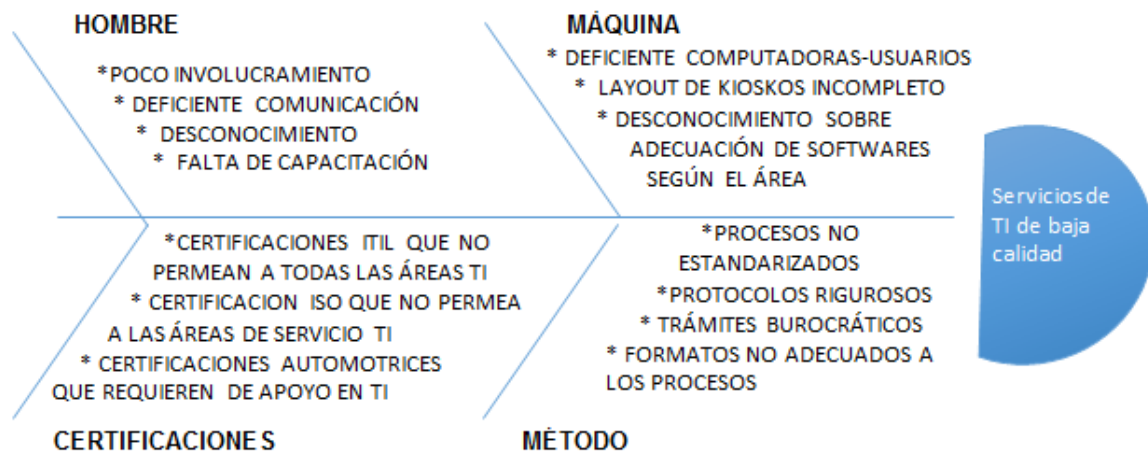 HOMBRE
*POCO INVOLUCRAMIENTO
* DEFICIENTE COMUNICACIÓN
* DESCONOCIMIENTO
* FALTA DE CAPACITACIÓN
MÁQUINA
* DEFICIENTE COMPUTADORAS-USUARIOS
* LAYOUT DE KIOSKOS INCOMPLETO
* DESCONOCIMIENTO SOBRE
ADECUACIÓN DE SOFTWARES
SEGÚN EL ÁREA
Servicios de
TI de baja
calidad
*CERTIFICACIONES ITIL QUE NO
PERMEAN A TODAS LAS ÁREAS TI
* CERTIFICACION ISO QUE NO PERMEA
A LAS ÁREAS DE SERVICIO TI
* CERTIFICACIONES AUTOMOTRICES
QUE REQUIEREN DE APOYO EN TI
CERTIFICACIONES
*PROCESOS NO
ESTANDARIZADOS
*PROTOCOLOS RIGUROSOS
* TRÁMITES BUROCRÁTICOS
* FORMATOS NO ADECUADOS A
LOS PROCESOS
MÉTODO